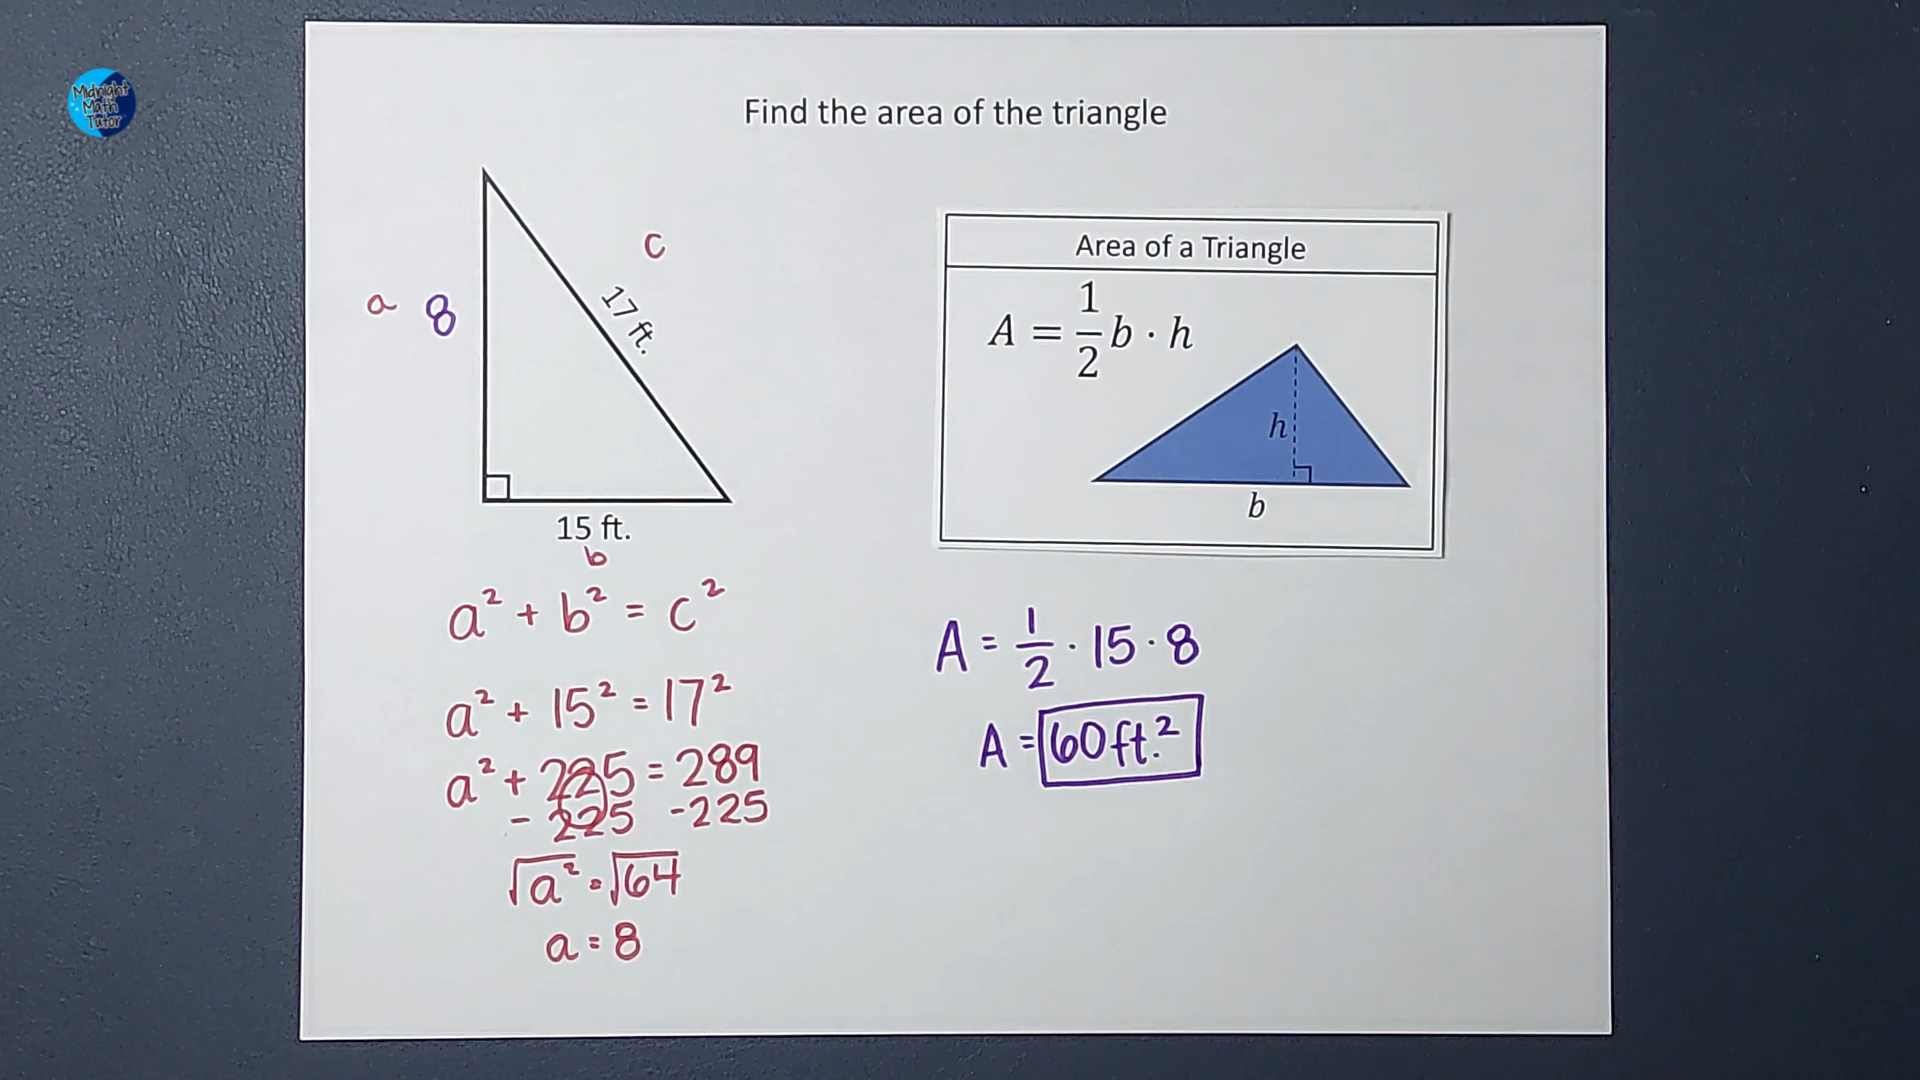 Midnight
Math
Tutor
Find the area of the triangle
c
17 ft.
a 8
15 ft.
b
a² + b² = c²
a² + 15² = 17²
a² + 225 = 289
- 225 -225
√a² = √64
a = 8
Area of a Triangle
A = 1/2 b · h
h
b
A = 1/2 · 15 · 8
A = 60 ft.²